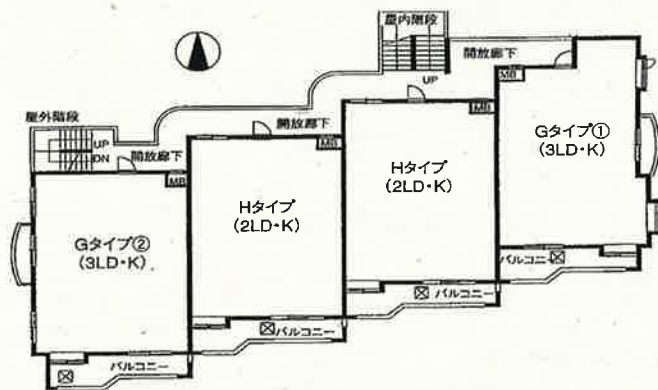 屋内階段
開放廊下
UP
MB
Gタイプ①
(3LD・K)
MB
開放廊下
Hタイプ
(2LD・K)
屋外階段
UP
DN
開放廊下
MB
MB
Hタイプ
(2LD・K)
Gタイプ②
(3LD・K)
バルコニー
バルコニー
バルコニー
バルコニー